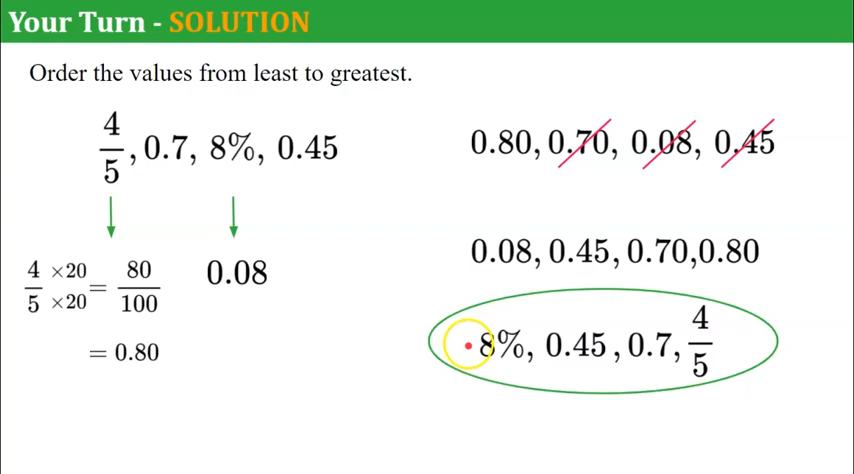 Your Turn - SOLUTION
Order the values from least to greatest.
4/5, 0.7, 8%, 0.45
4/5 ×20/×20 = 80/100
= 0.80
0.08
0.80, 0.70, 0.08, 0.45
0.08, 0.45, 0.70,0.80
8%, 0.45, 0.7, 4/5